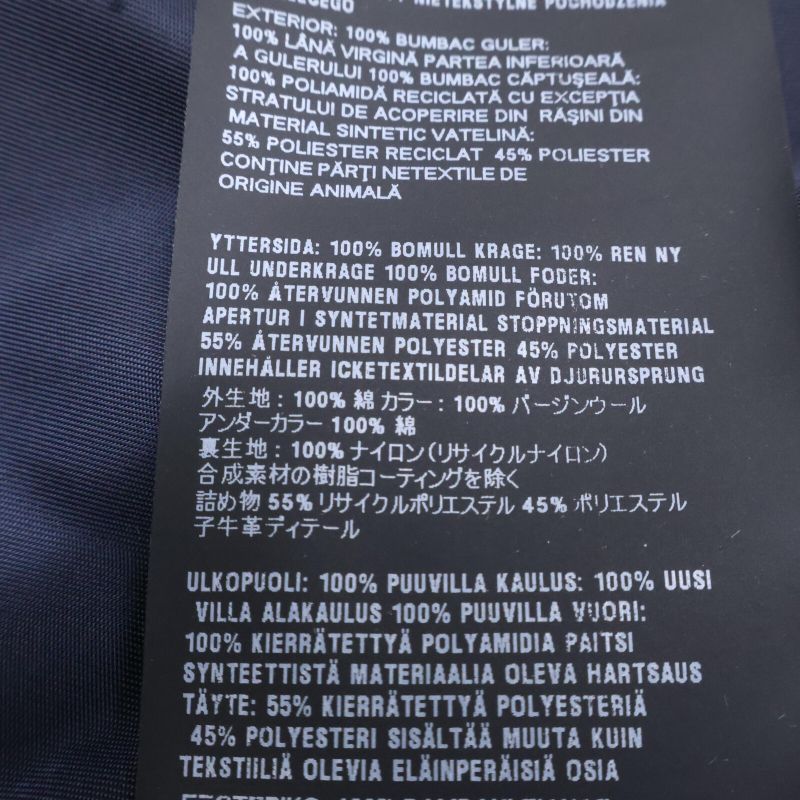 NIETEKSTYLNE POCHODZENIA
EXTERIOR: 100% BUMBAC GULER:
100% LÂNĂ VIRGINĂ PARTEA INFERIOARĂ
A GULERULUI 100% BUMBAC CĂPTUŞEALĂ:
100% POLIAMIDĂ RECICLATĂ CU EXCEPŢIA
STRATULUI DE ACOPERIRE DIN RĂŞINI DIN
MATERIAL SINTETIC VATELINĂ:
55% POLIESTER RECICLAT 45% POLIESTER
CONŢINE PĂRŢI NETEXTILE DE
ORIGINE ANIMALĂ
YTTERSIDA: 100% BOMULL KRAGE: 100% REN NY
ULL UNDERKRAGE 100% BOMULL FODER:
100% ÅTERVUNNEN POLYAMID FÖRUTOM
APERTUR I SYNTETMATERIAL STOPPNINGSMATERIAL
55% ÅTERVUNNEN POLYESTER 45% POLYESTER
INNEHÅLLER ICKETEXTILDELAR AV DJURURSPRUNG
外生地：100% 綿 カラー：100% バージンウール
アンダーカラー 100% 綿
裏生地：100% ナイロン(リサイクルナイロン)
合成素材の樹脂コーティングを除く
詰め物 55% リサイクルポリエステル 45% ポリエステル
子牛革ディテール
ULKOPUOLI: 100% PUUVILLA KAULUS: 100% UUSI
VILLA ALAKAULUS 100% PUUVILLA VUORI:
100% KIERRÄTETTYÄ POLYAMIDIA PAITSI
SYNTEETTISTÄ MATERIAALIA OLEVA HARTSAUS
TÄYTE: 55% KIERRÄTETTYÄ POLYESTERIÄ
45% POLYESTERI SISÄLTÄÄ MUUTA KUIN
TEKSTIILIÄ OLEVIA ELÄINPERÄISIÄ OSIA